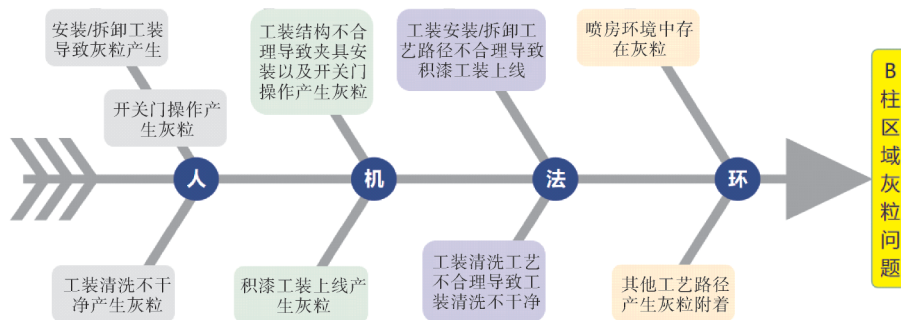 安装/拆卸工装
导致灰粒产生
开关门操作产
生灰粒
工装结构不合
理导致夹具安
装以及开关门
操作产生灰粒
工装安装/拆卸工
艺路径不合理导致
积漆工装上线
喷房环境中存
在灰粒
人
机
法
环
B
柱
区
域
灰
粒
问
题
工装清洗不干
净产生灰粒
积漆工装上线产
生灰粒
工装清洗工艺
不合理导致工
装清洗不干净
其他工艺路径
产生灰粒附着